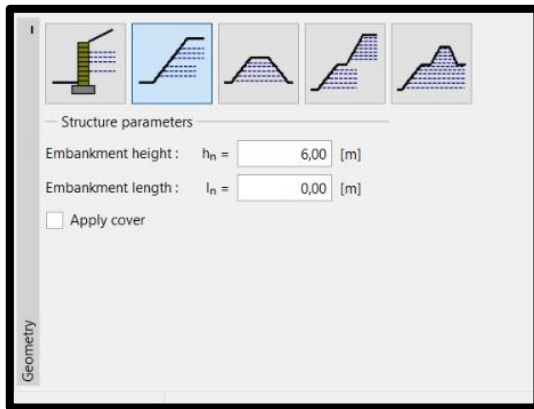 Structure parameters
Embankment height : hn = 6,00 [m]
Embankment length : ln = 0,00 [m]
Apply cover
Geometry